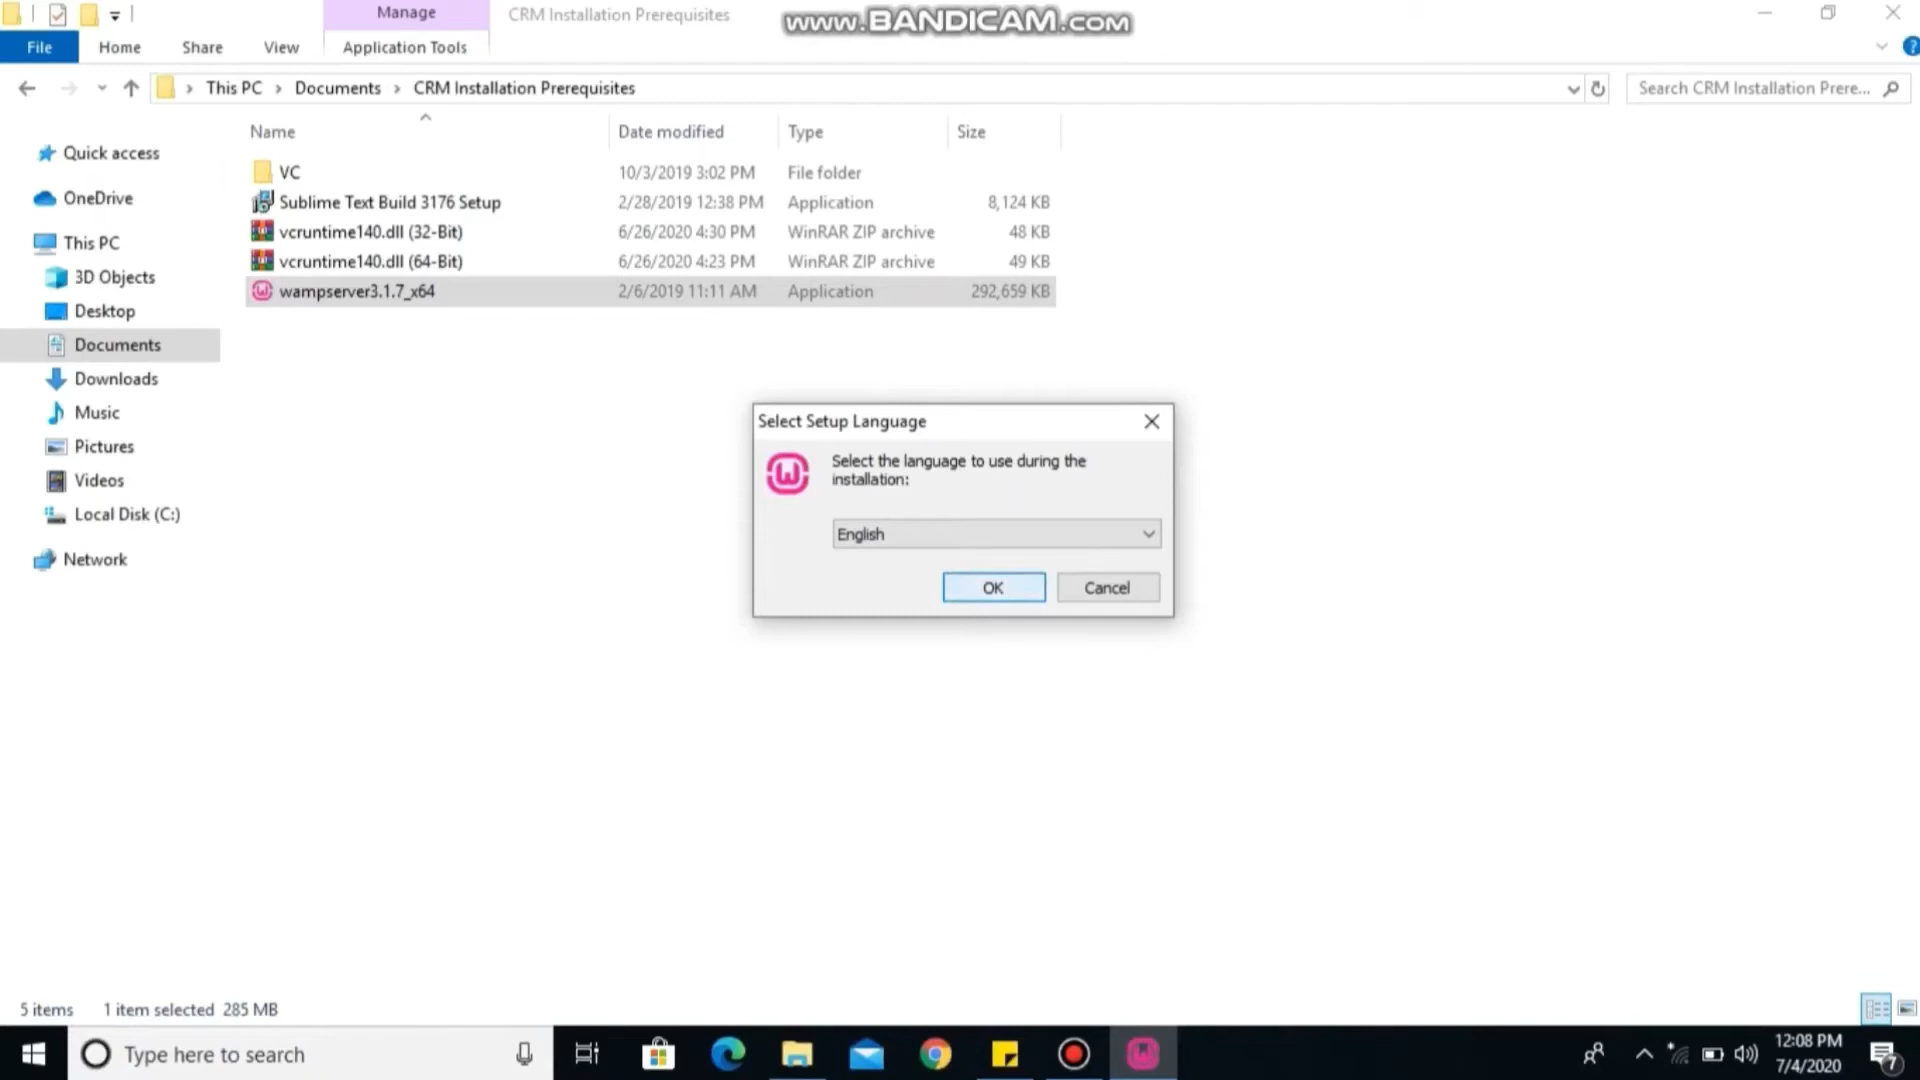 Manage
CRM Installation Prerequisites
www.BANDICAM.com
File
Home
Share
View
Application Tools
This PC
Documents
CRM Installation Prerequisites
Search CRM Installation Prere...
Name
Date modified
Type
Size
Quick access
OneDrive
This PC
3D Objects
Desktop
Documents
Downloads
Music
Pictures
Videos
Local Disk (C:)
Network
VC 10/3/2019 3:02 PM File folder
Sublime Text Build 3176 Setup 2/28/2019 12:38 PM Application 8,124 KB
vcruntime140.dll (32-Bit) 6/26/2020 4:30 PM WinRAR ZIP archive 48 KB
vcruntime140.dll (64-Bit) 6/26/2020 4:23 PM WinRAR ZIP archive 49 KB
wampserver3.1.7_x64 2/6/2019 11:11 AM Application 292,659 KB
Select Setup Language
Select the language to use during the
installation:
English
OK
Cancel
5 items
1 item selected 285 MB
Type here to search
12:08 PM
7/4/2020
7